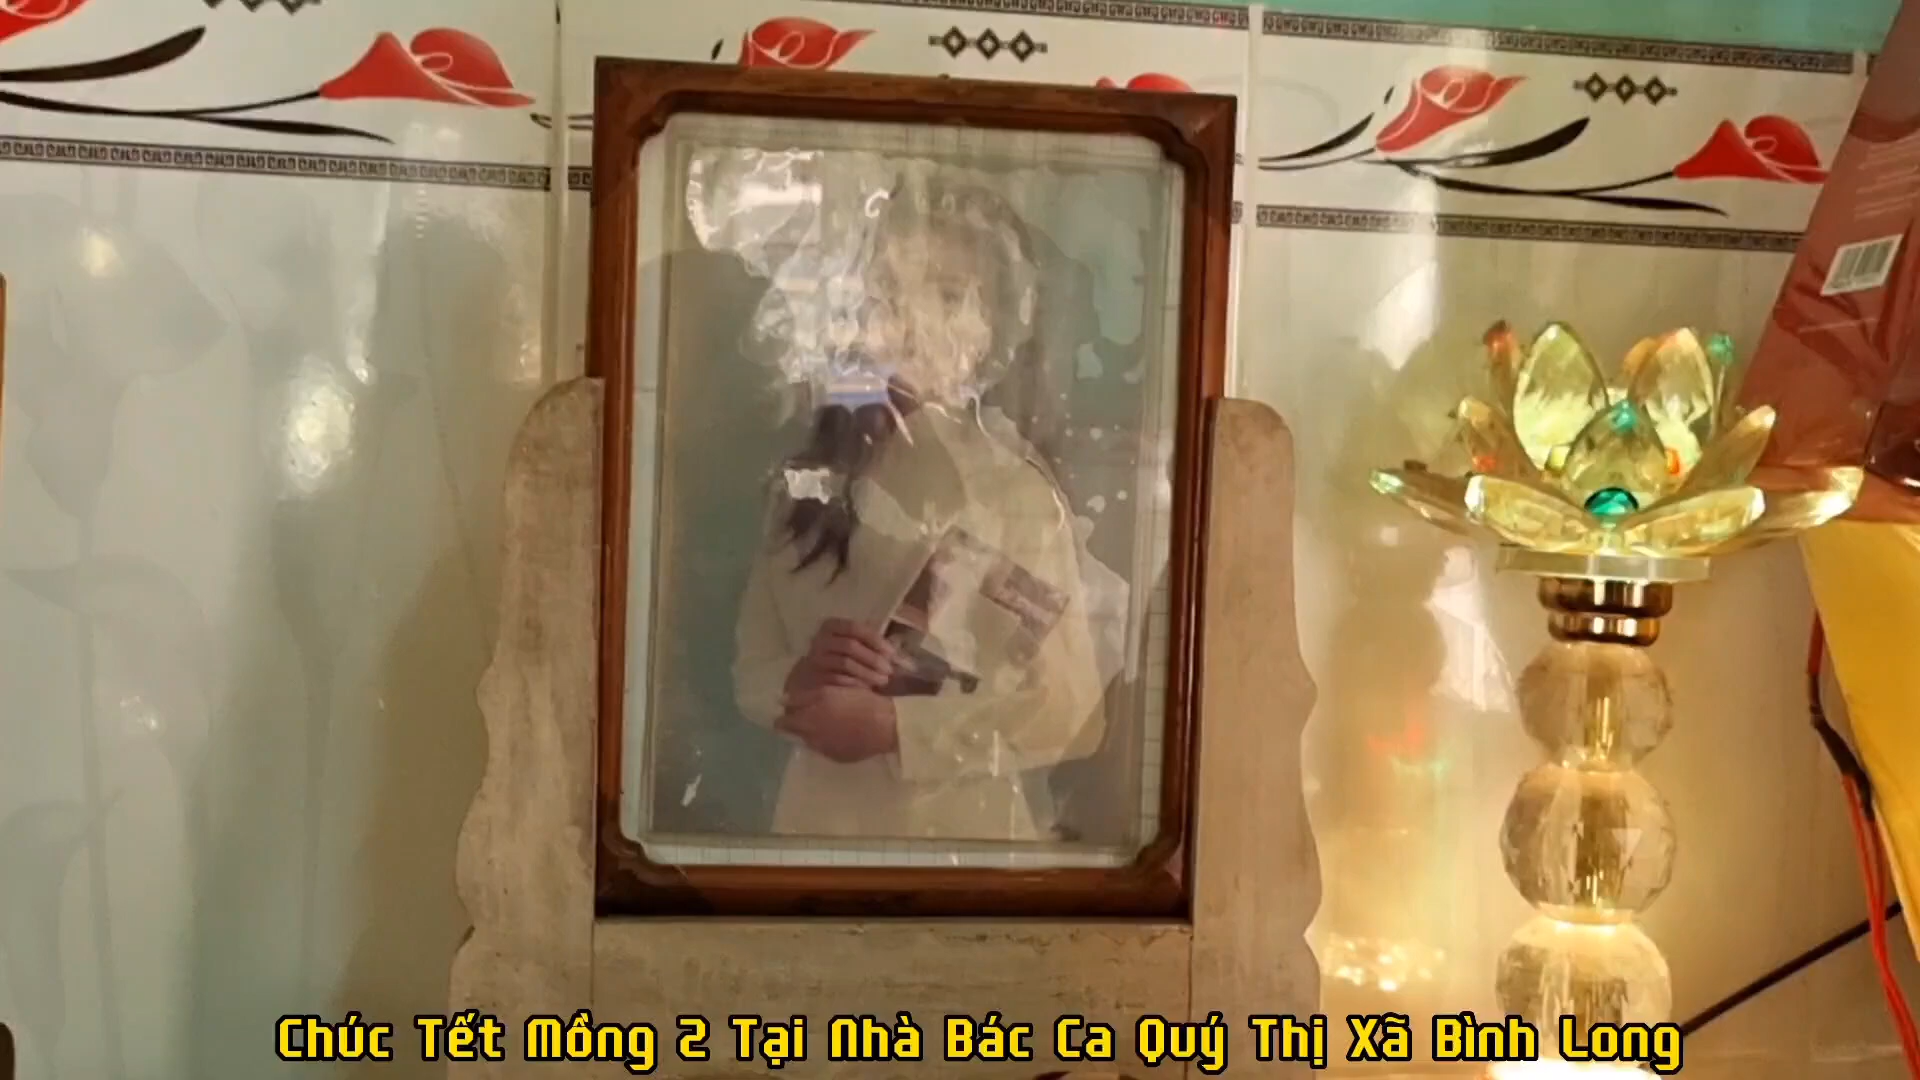 Chúc Tết Mồng 2 Tại Nhà Bác Ca Quý Thị Xã Bình Long